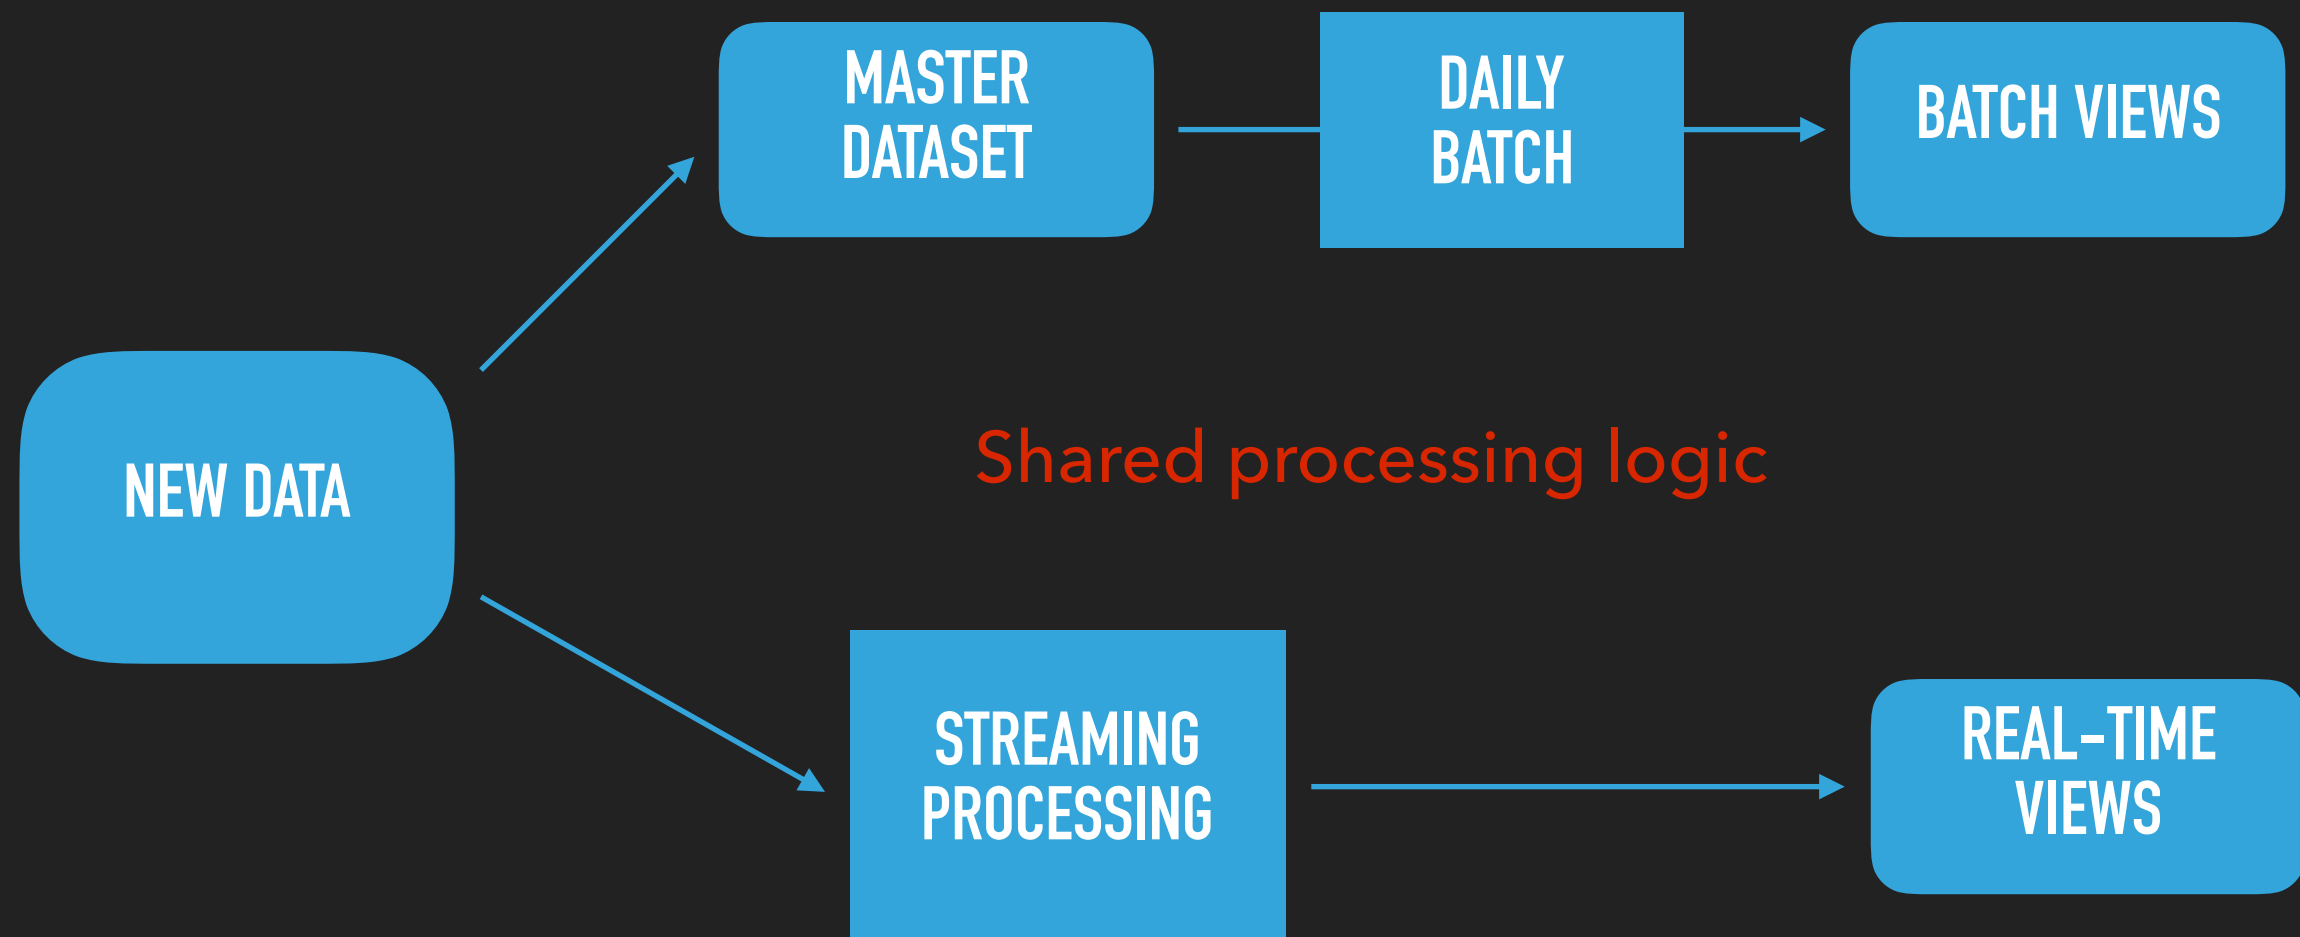 MASTER
DATASET
DAILY
BATCH
BATCH VIEWS
NEW DATA
Shared processing logic
STREAMING
PROCESSING
REAL-TIME
VIEWS